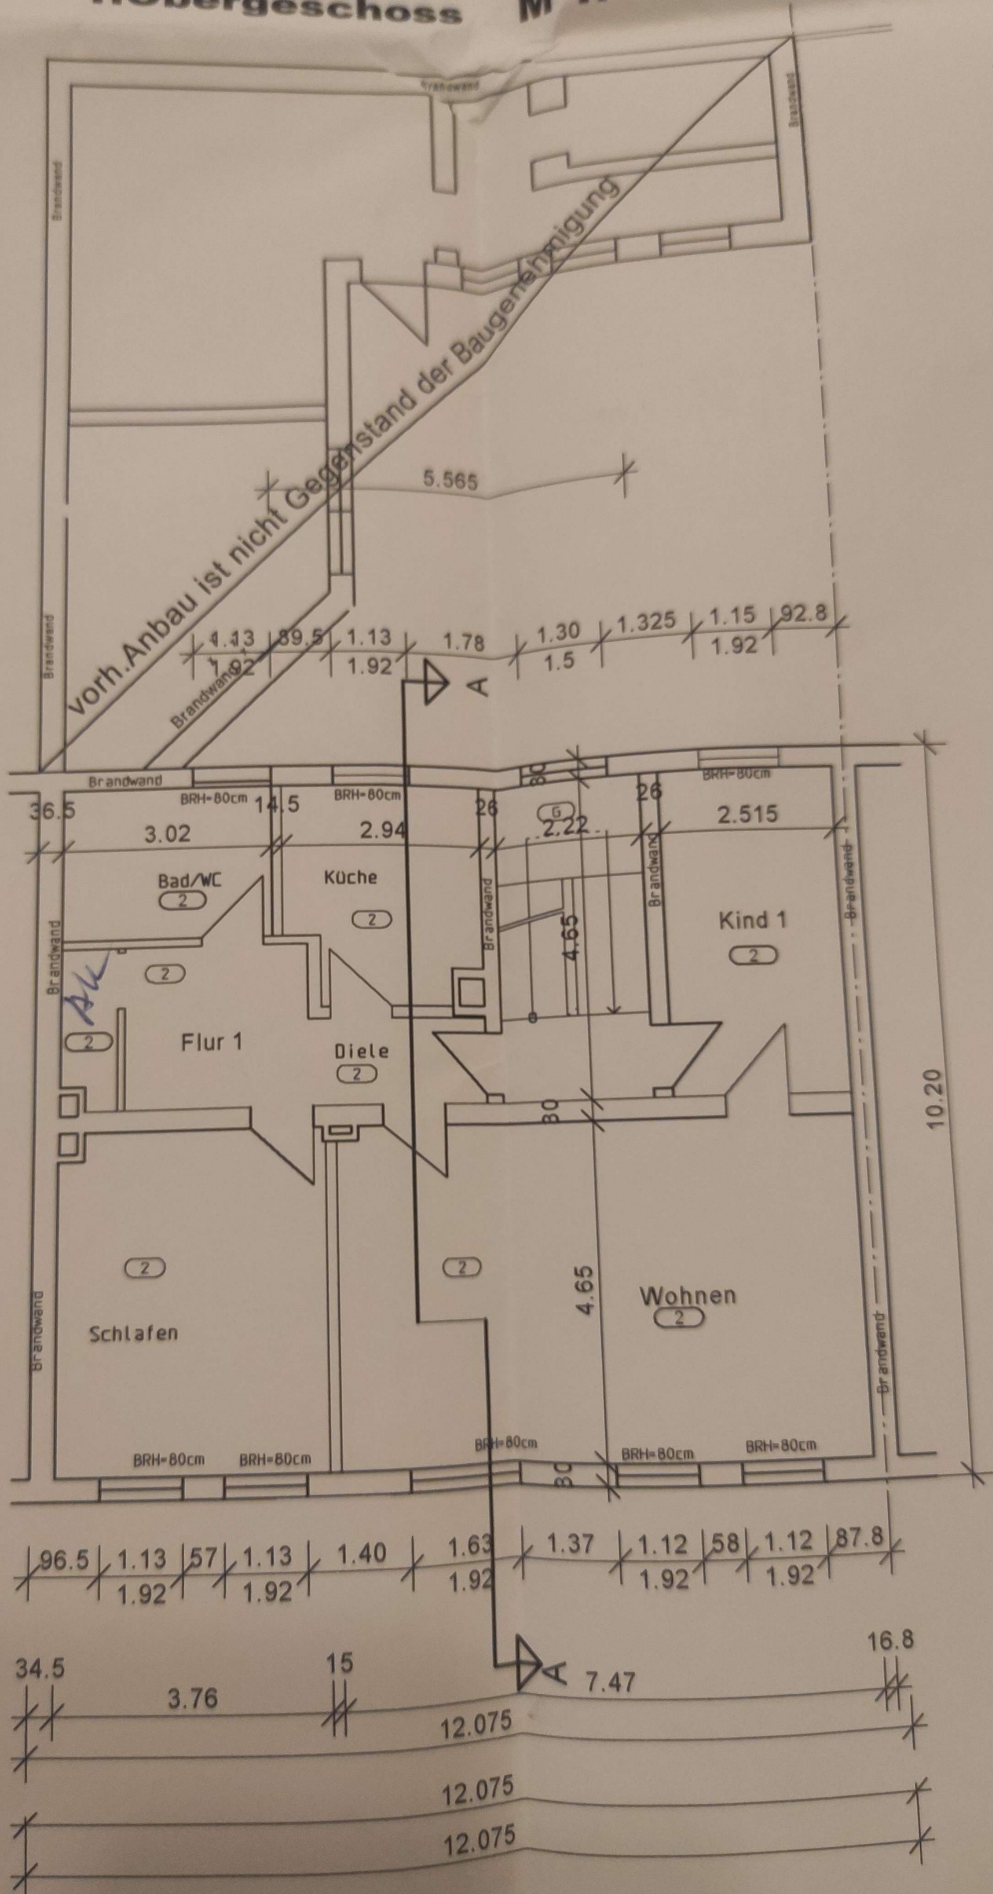 Obergeschoss M
Brandwand
Brandwand
Brandwand
vorh.Anbau ist nicht Gegenstand der Baugenehmigung
5.565
Brandwand
1.13 89.5 1.13 1.78 1.30 1.325 1.15 92.8
1.92 1.92 1.5 1.92
Brandwand
A
Brandwand
BRH=80cm BRH=80cm 80 BRH=80cm
36.5 14.5 26 G 26
3.02 2.94 2.22 2.515
Bad/WC Küche
2 2
Brandwand Brandwand Brandwand Brandwand
4.65
Kind 1
2
AK
2
2
Flur 1
Diele
2
80
10.20
2 2
4.65
Wohnen
2
Schlafen
Brandwand Brandwand
BRH=80cm BRH=80cm BRH=80cm BRH=80cm BRH=80cm
80
96.5 1.13 57 1.13 1.40 1.63 1.37 1.12 58 1.12 87.8
1.92 1.92 1.92 1.92 1.92
A
34.5 15 16.8
3.76 7.47
12.075
12.075
12.075